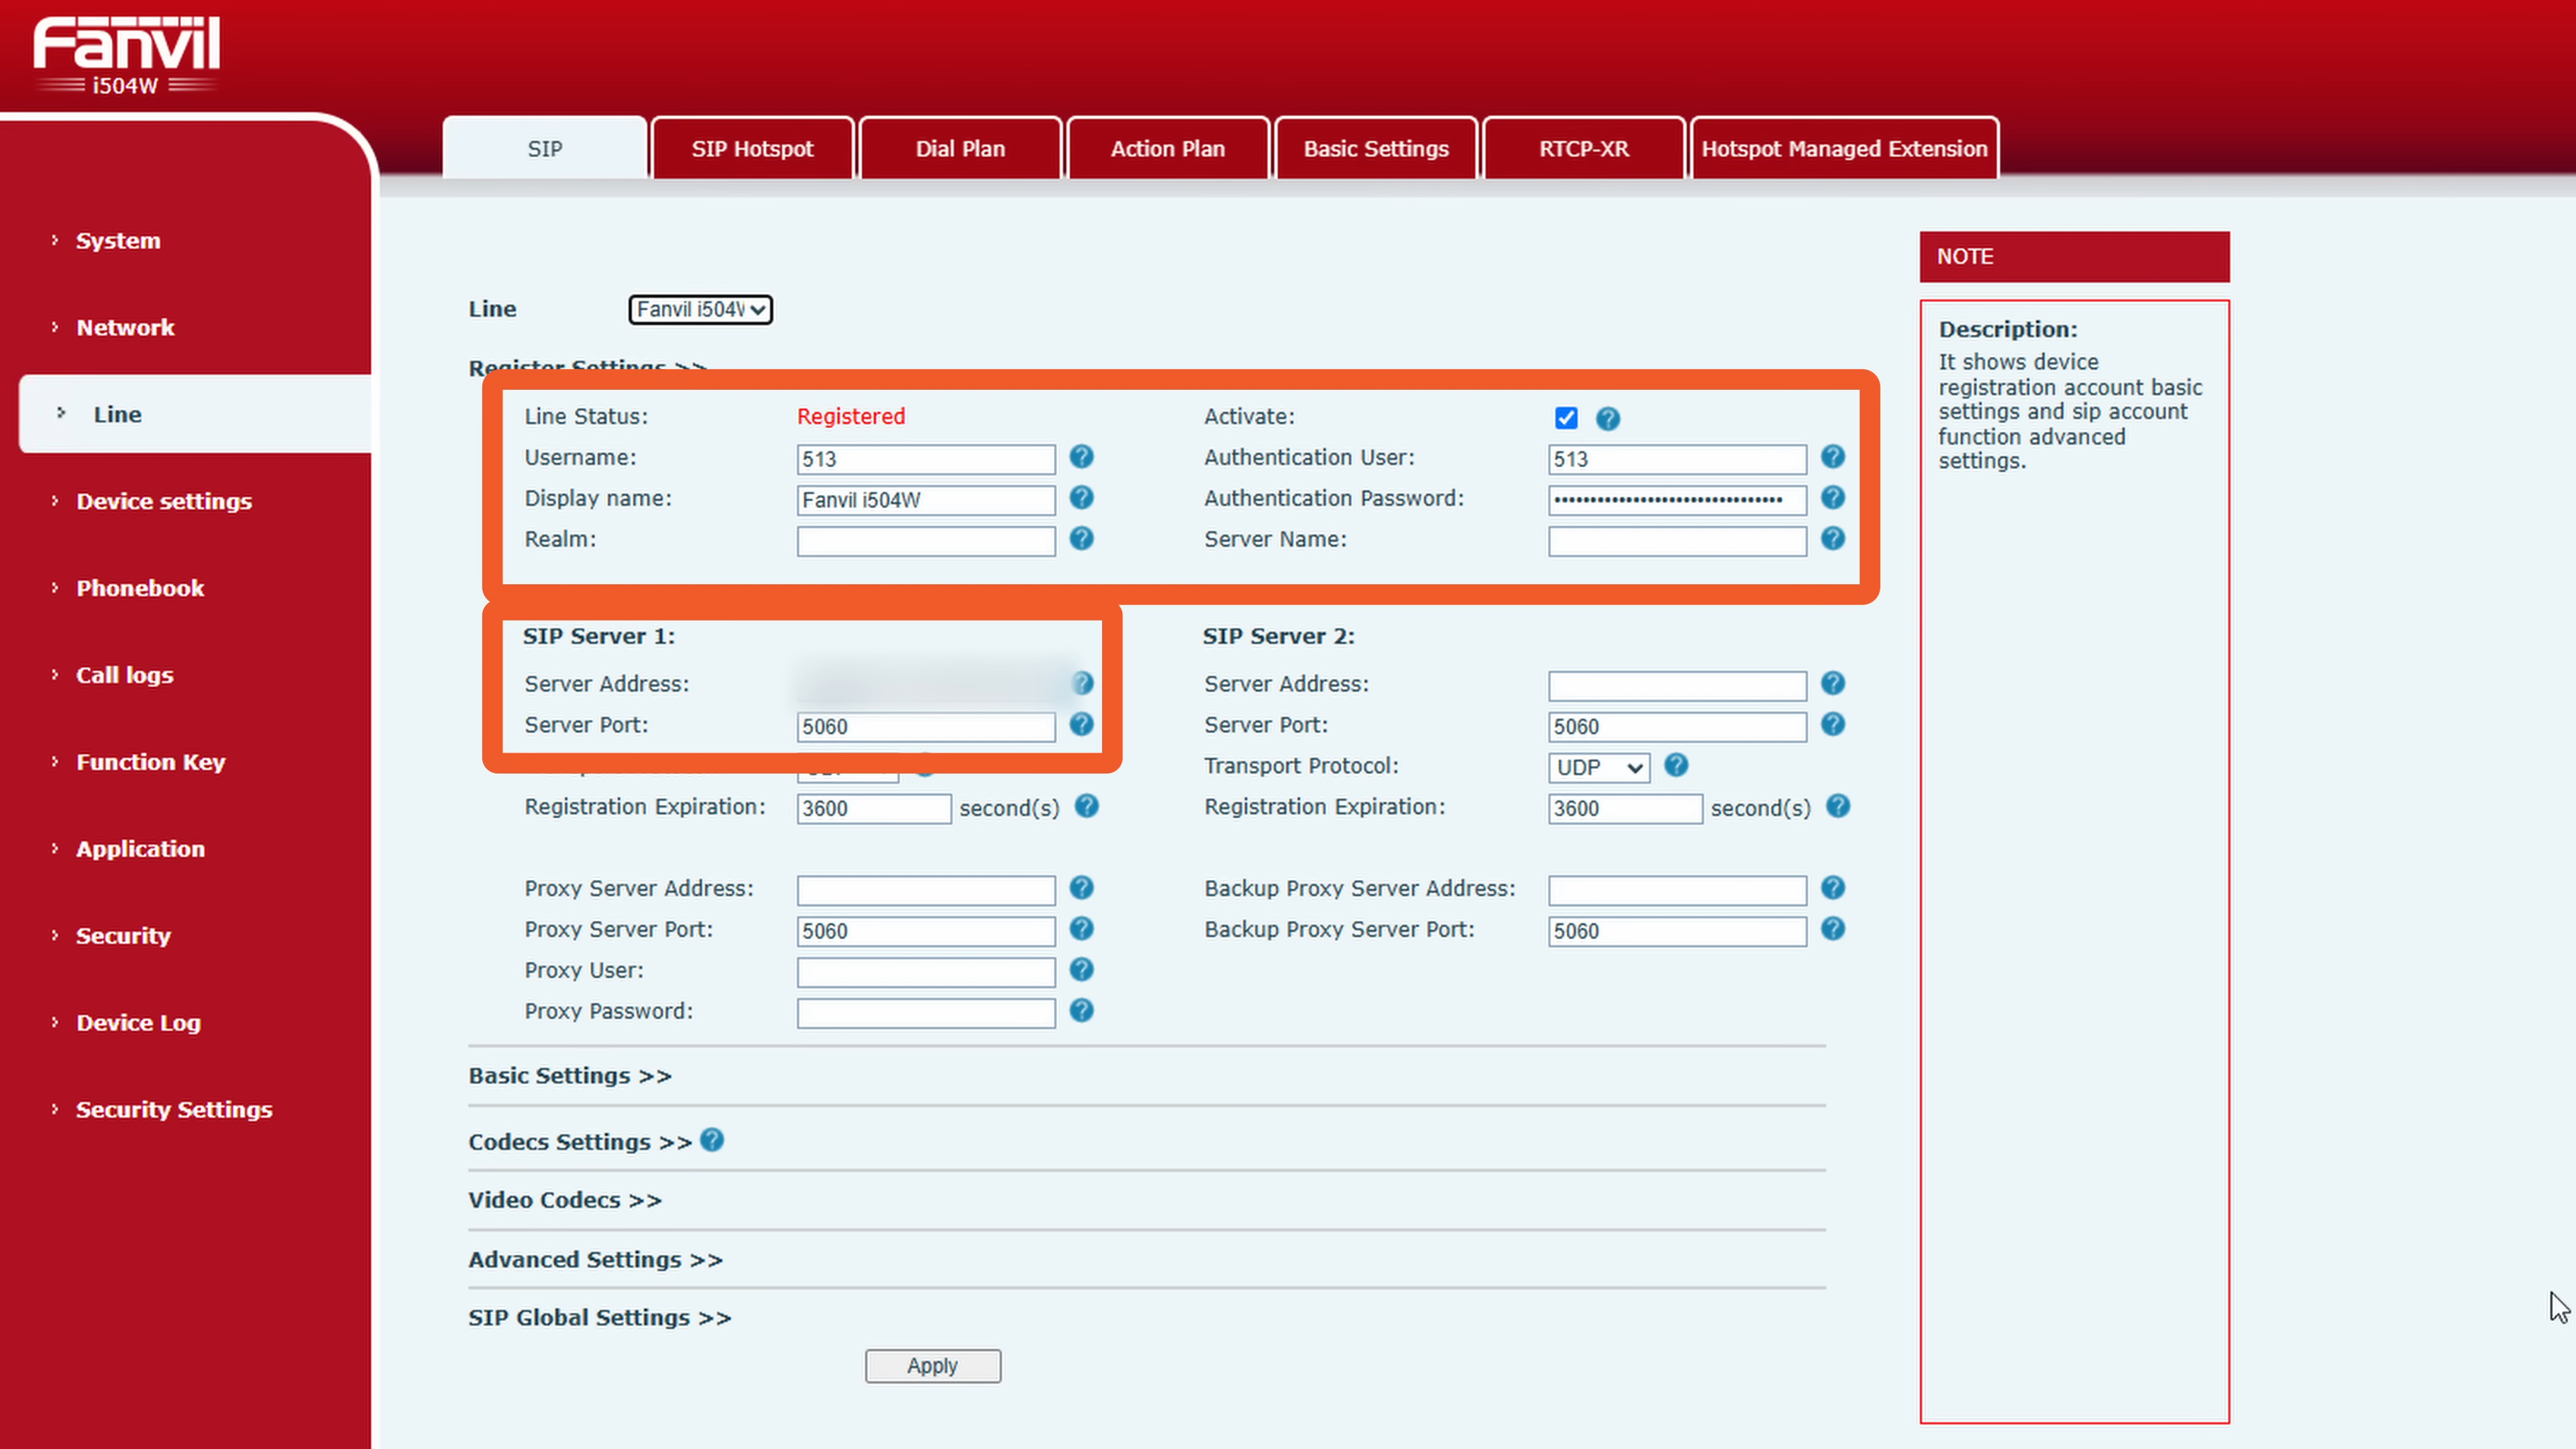 Fanvil
i504W
SIP
SIP Hotspot
Dial Plan
Action Plan
Basic Settings
RTCP-XR
Hotspot Managed Extension
System
Network
Line
Device settings
Phonebook
Call logs
Function Key
Application
Security
Device Log
Security Settings
Line Fanvil i504W
Register Settings >>
Line Status: Registered Activate:
Username: 513 Authentication User: 513
Display name: Fanvil i504W Authentication Password: ••••••••••••••••••••••••••••••••
Realm: Server Name:
SIP Server 1: SIP Server 2:
Server Address: Server Address:
Server Port: 5060 Server Port: 5060
Transport Protocol: UDP
Registration Expiration: 3600 second(s) Registration Expiration: 3600 second(s)
Proxy Server Address: Backup Proxy Server Address:
Proxy Server Port: 5060 Backup Proxy Server Port: 5060
Proxy User:
Proxy Password:
Basic Settings >>
Codecs Settings >>
Video Codecs >>
Advanced Settings >>
SIP Global Settings >>
Apply
NOTE
Description:
It shows device
registration account basic
settings and sip account
function advanced
settings.